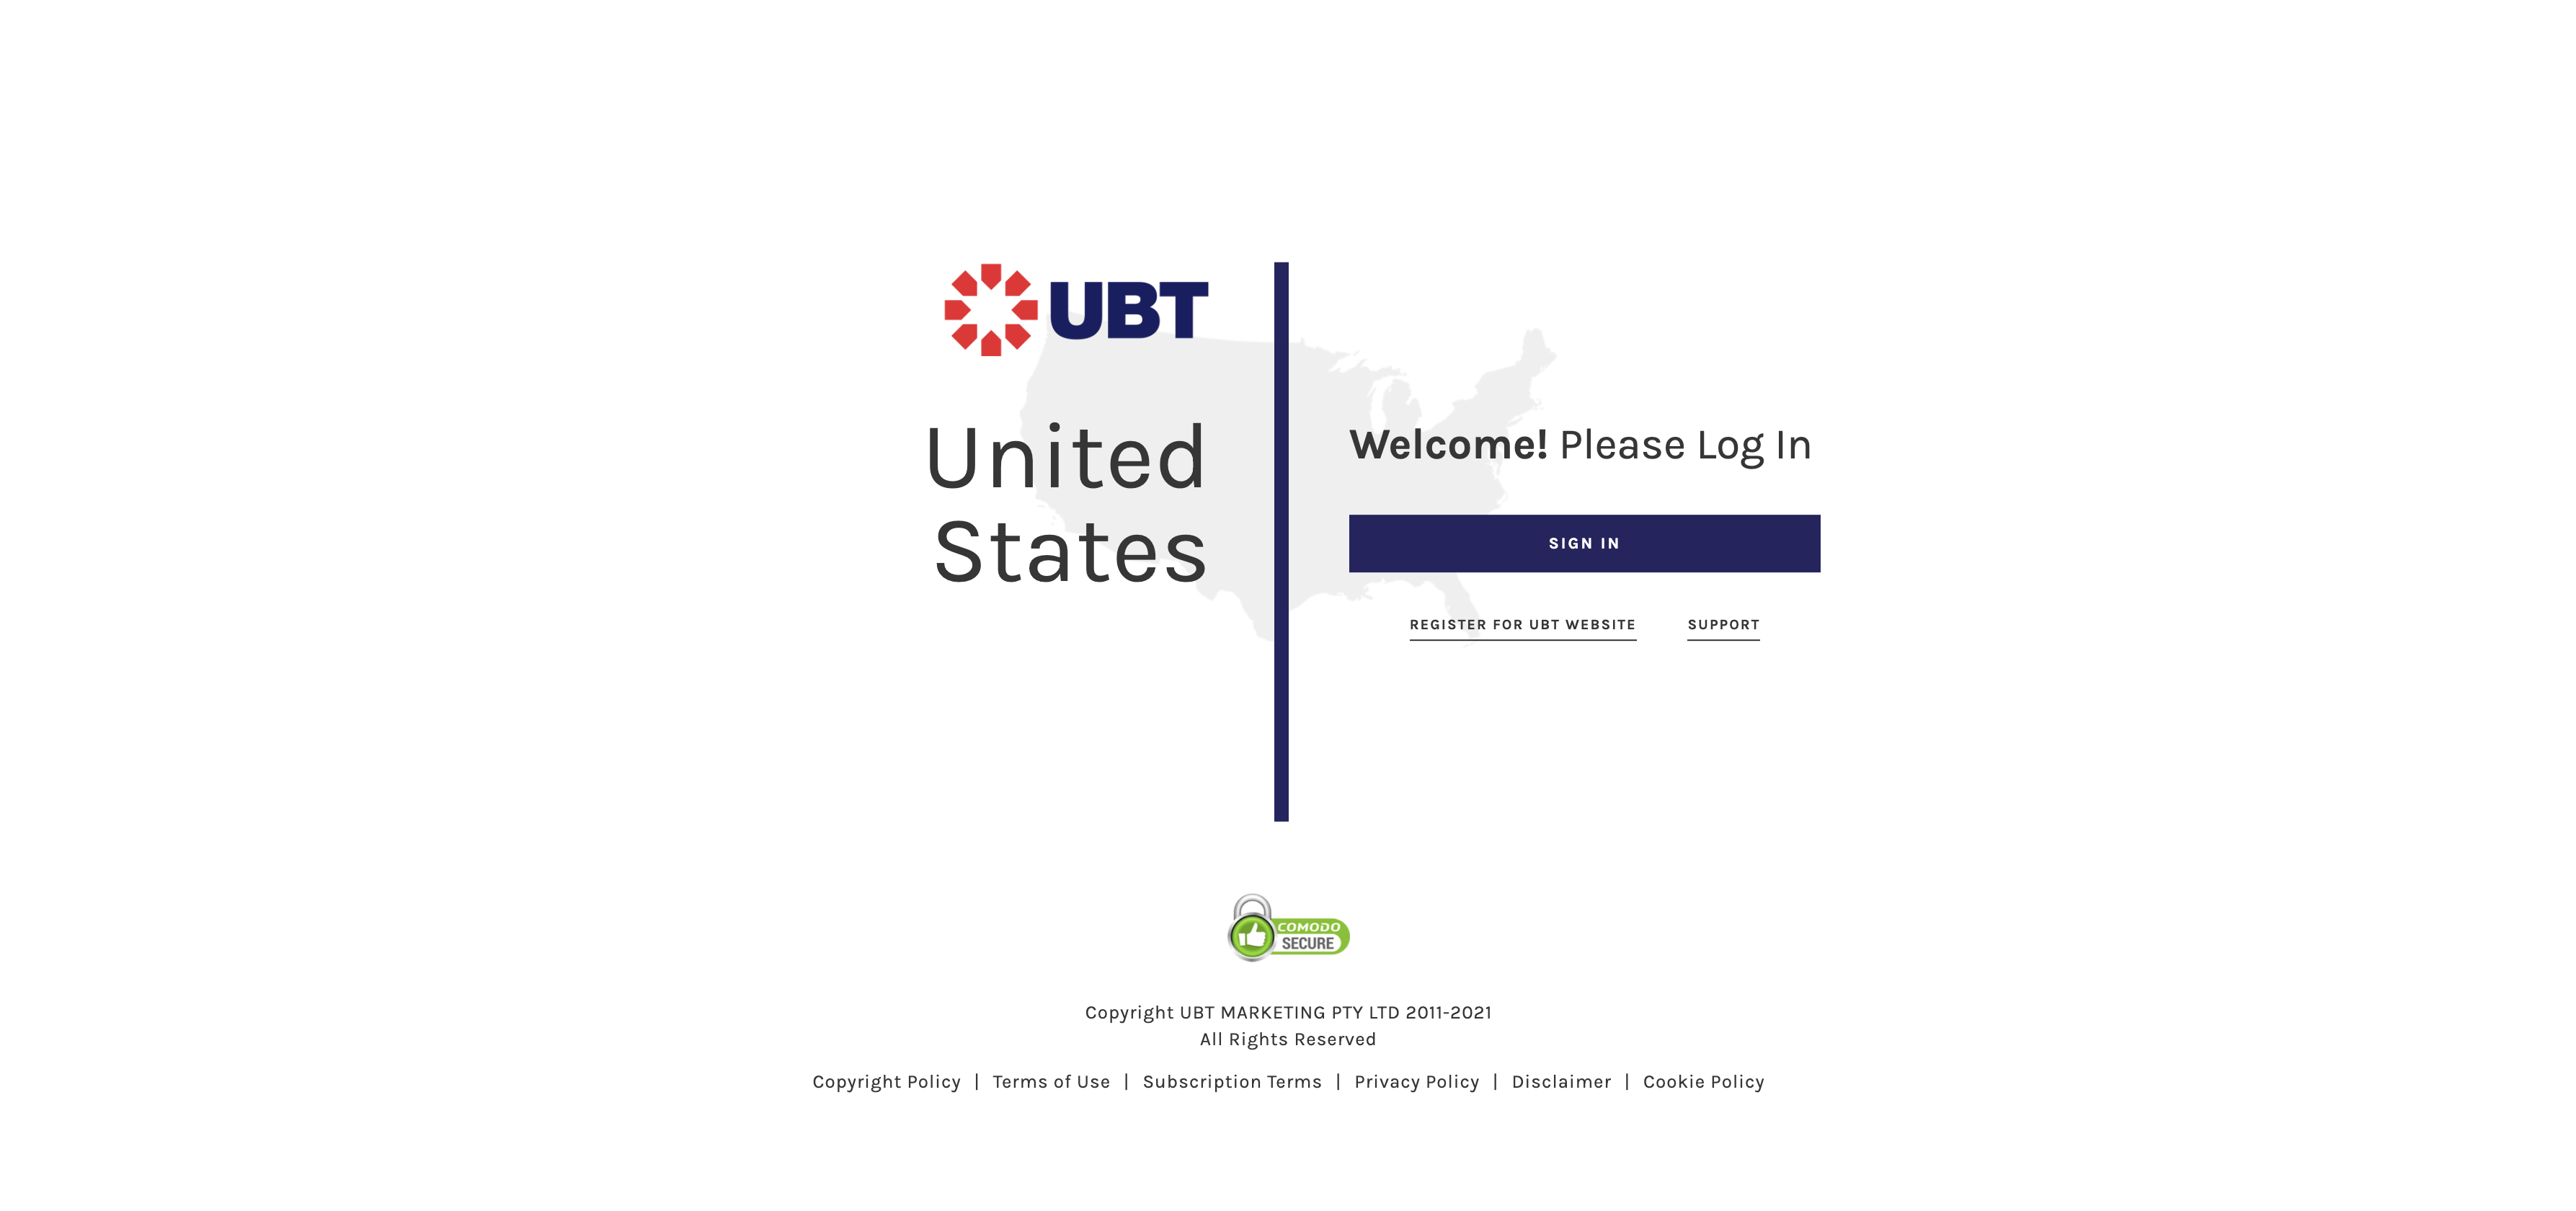 UBT
United
States
Welcome! Please Log In
SIGN IN
REGISTER FOR UBT WEBSITE SUPPORT
COMODO
SECURE
Copyright UBT MARKETING PTY LTD 2011-2021
All Rights Reserved
Copyright Policy | Terms of Use | Subscription Terms | Privacy Policy | Disclaimer | Cookie Policy